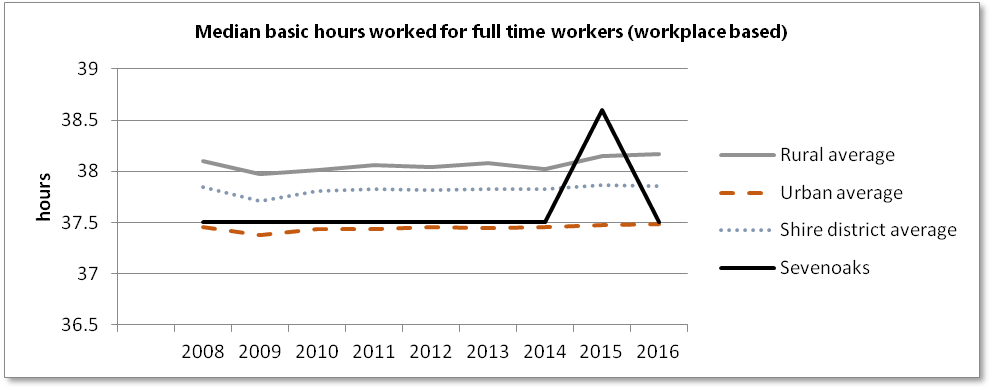 Median basic hours worked for full time workers (workplace based)
39
38.5
38
37.5
37
36.5
hours
2008 2009 2010 2011 2012 2013 2014 2015 2016
Rural average
Urban average
Shire district average
Sevenoaks